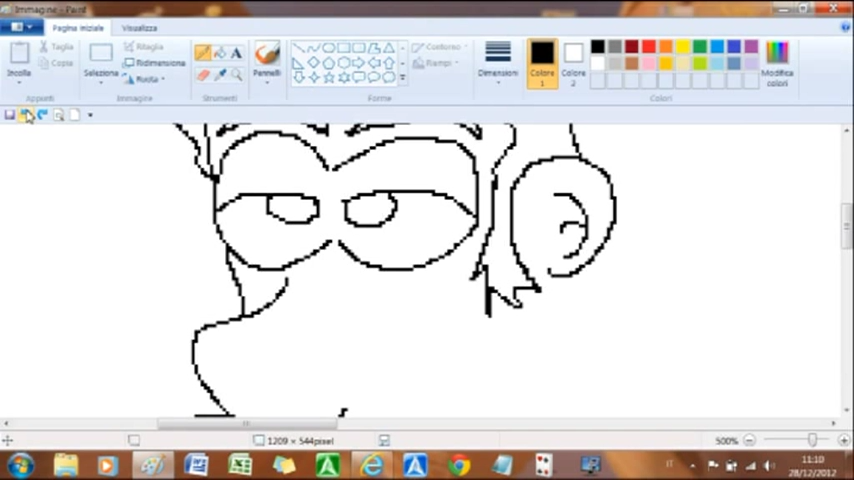 Immagine - Paint
Pagina iniziale Visualizza
Incolla
Taglia
Copia
Appunti
Seleziona
Ritaglia
Ridimensiona
Ruota
Immagine
A
Strumenti
Pennelli
Contorno
Riempi
Forme
Dimensioni
Colore 1
Colore 2
Modifica colori
Colori
1209 × 544pixel 500%
IT 11:10
28/12/2012